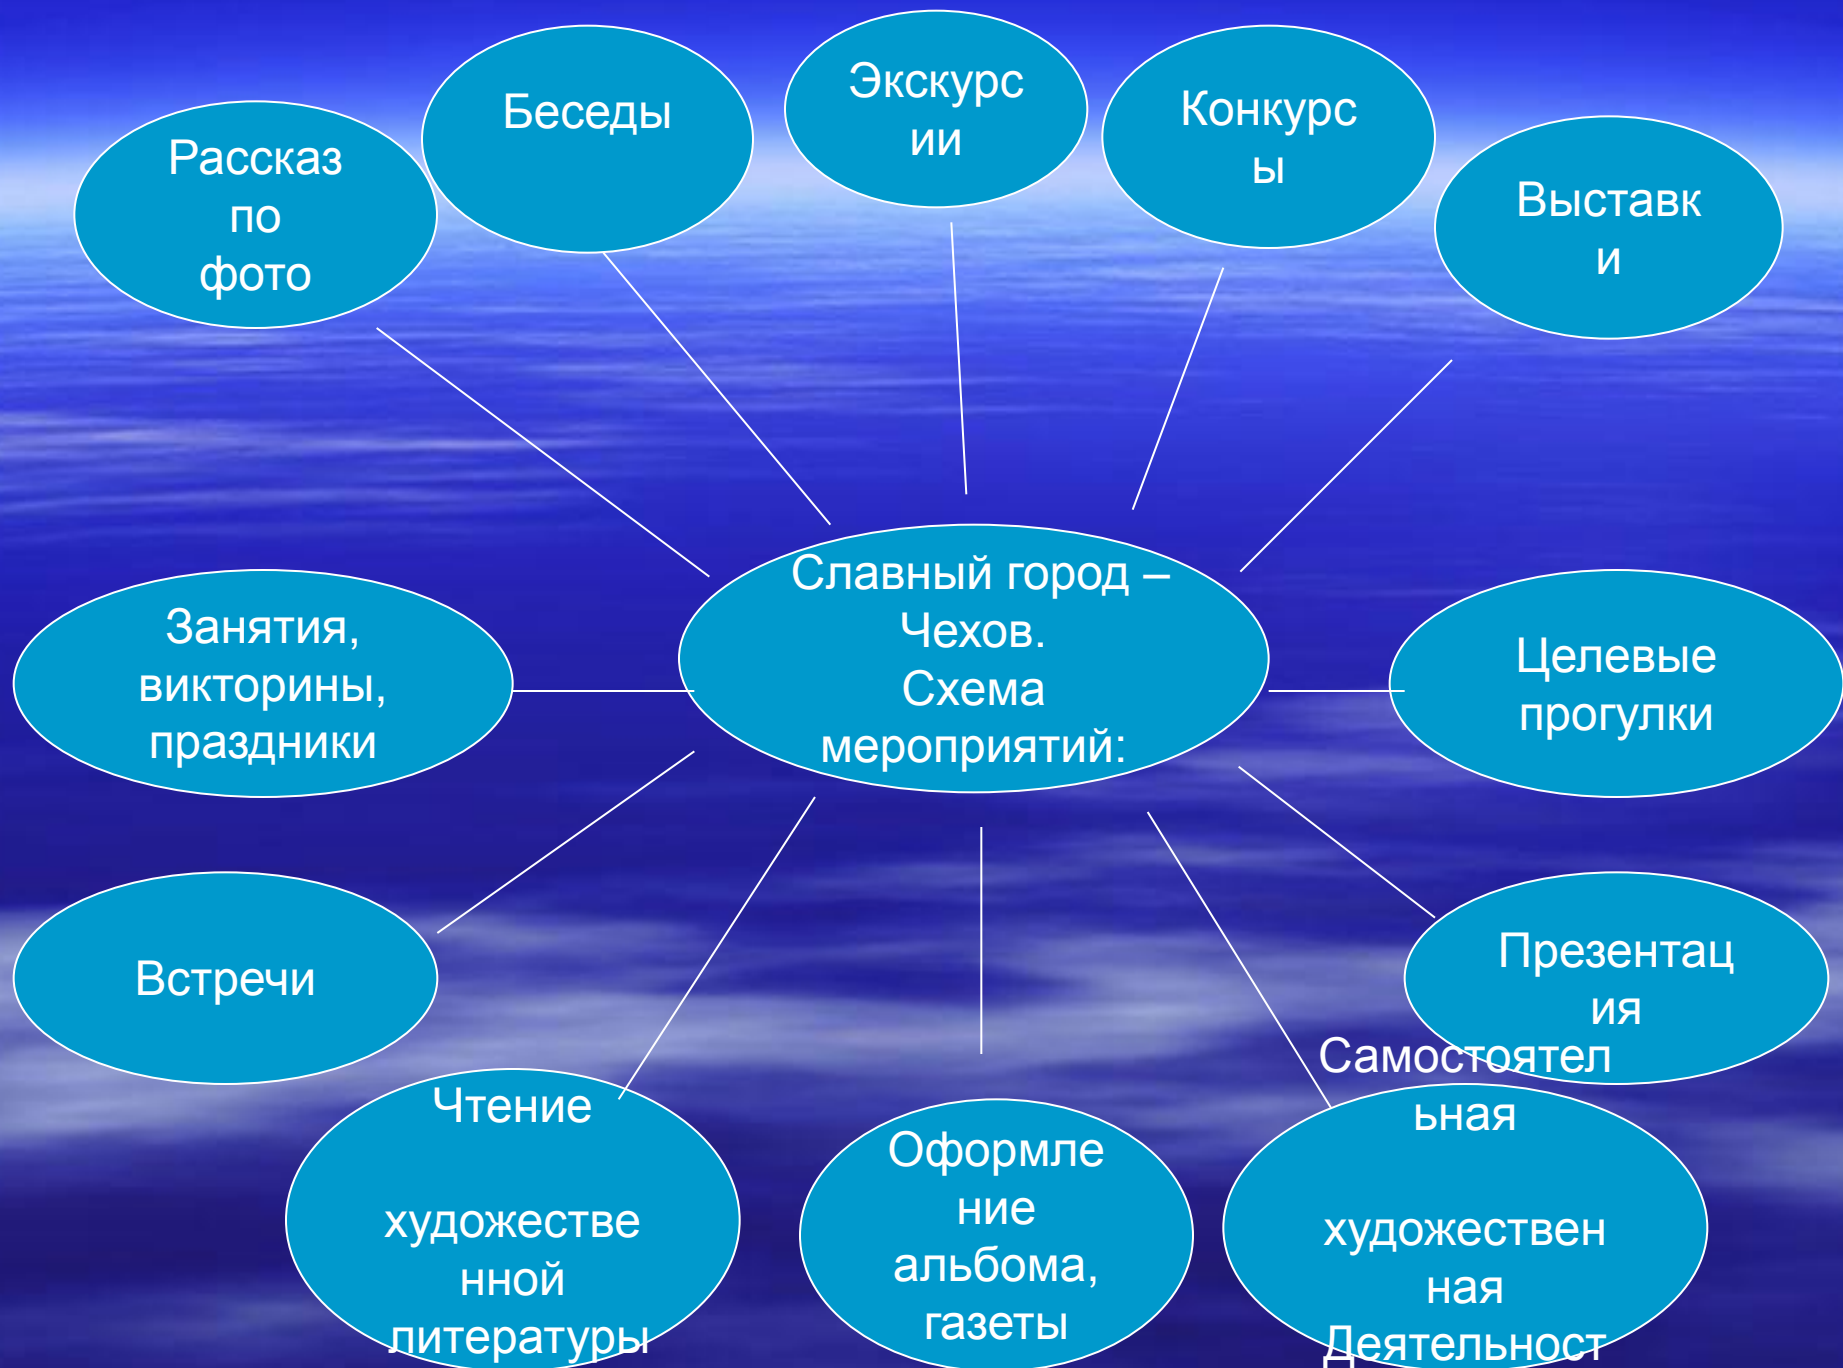 Рассказ
по
фото
Беседы
Экскурс
ии
Конкурс
ы
Выставк
и
Славный город –
Чехов.
Схема
мероприятий:
Занятия,
викторины,
праздники
Целевые
прогулки
Встречи
Презентац
ия
Чтение
художестве
нной
литературы
Оформле
ние
альбома,
газеты
Самостоятел
ьная
художествен
ная
Деятельност